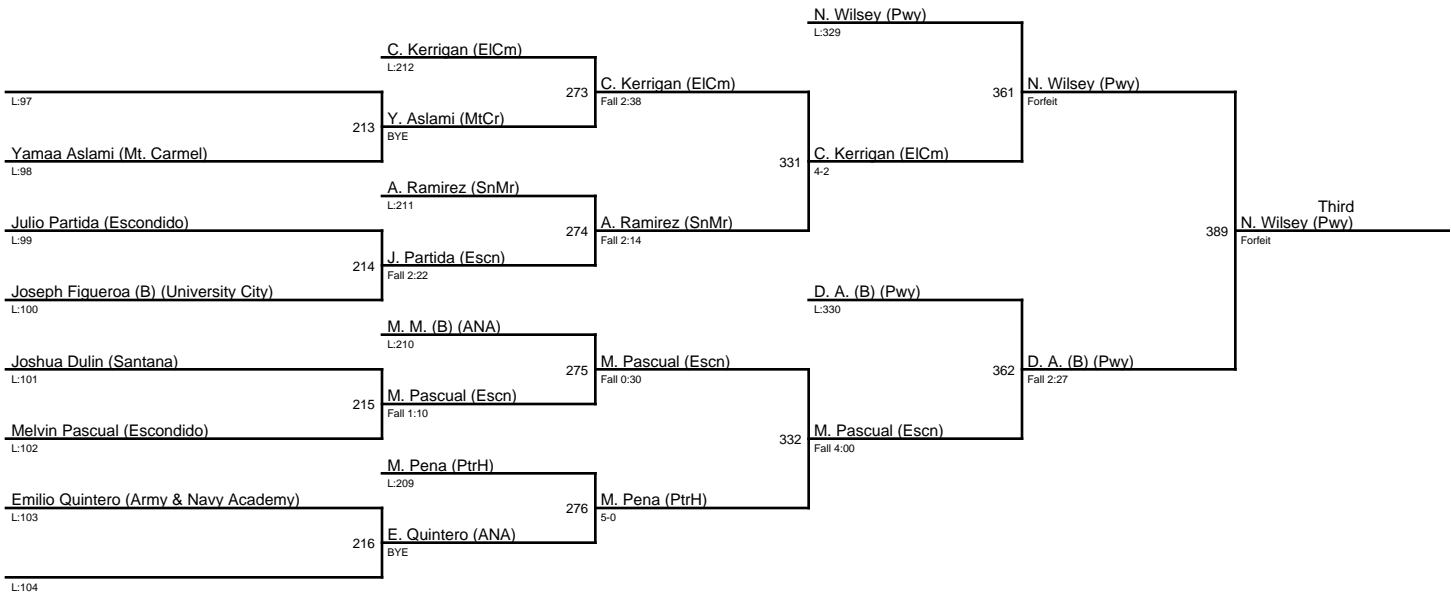 N. Wilsey (Pwy)
L:329
C. Kerrigan (ElCm)
L:212
273
C. Kerrigan (ElCm)
Fall 2:38
361
N. Wilsey (Pwy)
Forfeit
L:97
213
Y. Aslami (MtCr)
BYE
Yamaa Aslami (Mt. Carmel)
L:98
331
C. Kerrigan (ElCm)
4-2
A. Ramirez (SnMr)
L:211
Julio Partida (Escondido)
L:99
274
A. Ramirez (SnMr)
Fall 2:14
Third
389
N. Wilsey (Pwy)
Forfeit
214
J. Partida (Escn)
Fall 2:22
Joseph Figueroa (B) (University City)
L:100
D. A. (B) (Pwy)
L:330
M. M. (B) (ANA)
L:210
Joshua Dulin (Santana)
L:101
275
M. Pascual (Escn)
Fall 0:30
362
D. A. (B) (Pwy)
Fall 2:27
215
M. Pascual (Escn)
Fall 1:10
Melvin Pascual (Escondido)
L:102
332
M. Pascual (Escn)
Fall 4:00
M. Pena (PtrH)
L:209
Emilio Quintero (Army & Navy Academy)
L:103
276
M. Pena (PtrH)
5-0
216
E. Quintero (ANA)
BYE
L:104